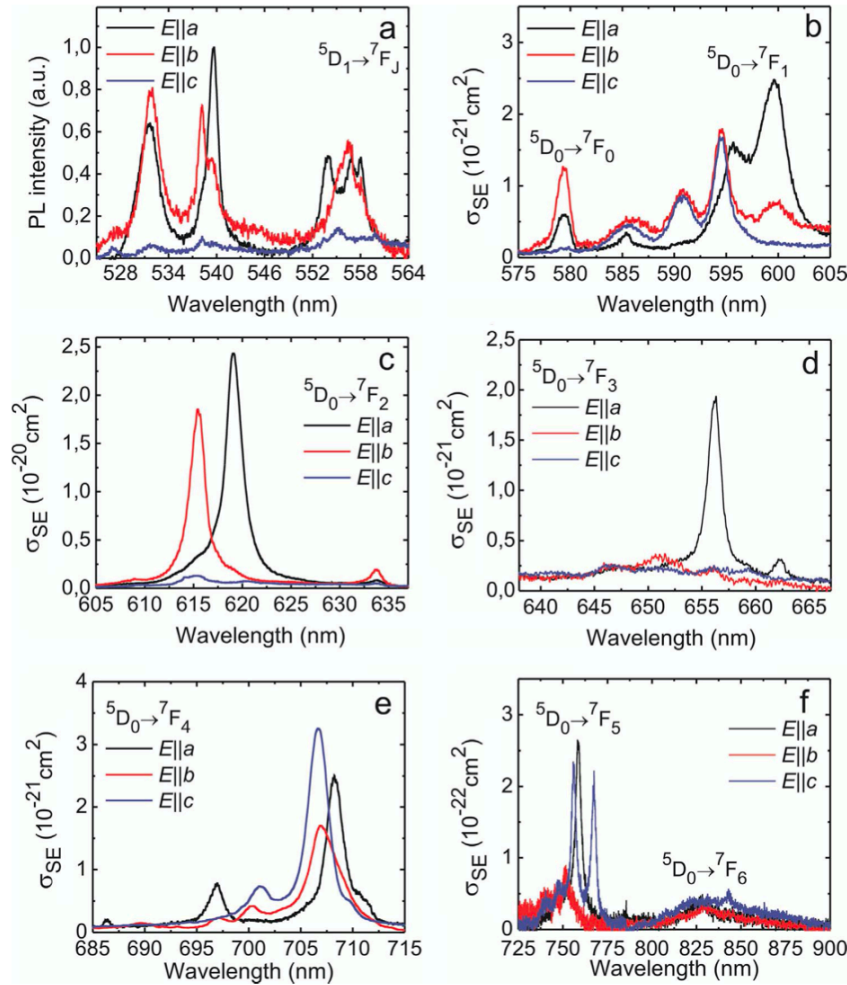 a
E||a
E||b
E||c
⁵D₁→⁷F_J
1,0
0,8
0,6
0,4
0,2
0,0
PL intensity (a.u.)
528 534 540 546 552 558 564
Wavelength (nm)
b
E||a
E||b
E||c
⁵D₀→⁷F₁
⁵D₀→⁷F₀
3
2
1
0
σSE (10⁻²¹cm²)
575 580 585 590 595 600 605
Wavelength (nm)
c
⁵D₀→⁷F₂
E||a
E||b
E||c
2,5
2,0
1,5
1,0
0,5
0,0
σSE (10⁻²⁰cm²)
605 610 615 620 625 630 635
Wavelength (nm)
d
⁵D₀→⁷F₃
E||a
E||b
E||c
2,5
2,0
1,5
1,0
0,5
0,0
σSE (10⁻²¹cm²)
640 645 650 655 660 665
Wavelength (nm)
e
⁵D₀→⁷F₄
E||a
E||b
E||c
4
3
2
1
0
σSE (10⁻²¹cm²)
685 690 695 700 705 710 715
Wavelength (nm)
f
⁵D₀→⁷F₅
E||a
E||b
E||c
⁵D₀→⁷F₆
3
2
1
0
σSE (10⁻²²cm²)
725 750 775 800 825 850 875 900
Wavelength (nm)